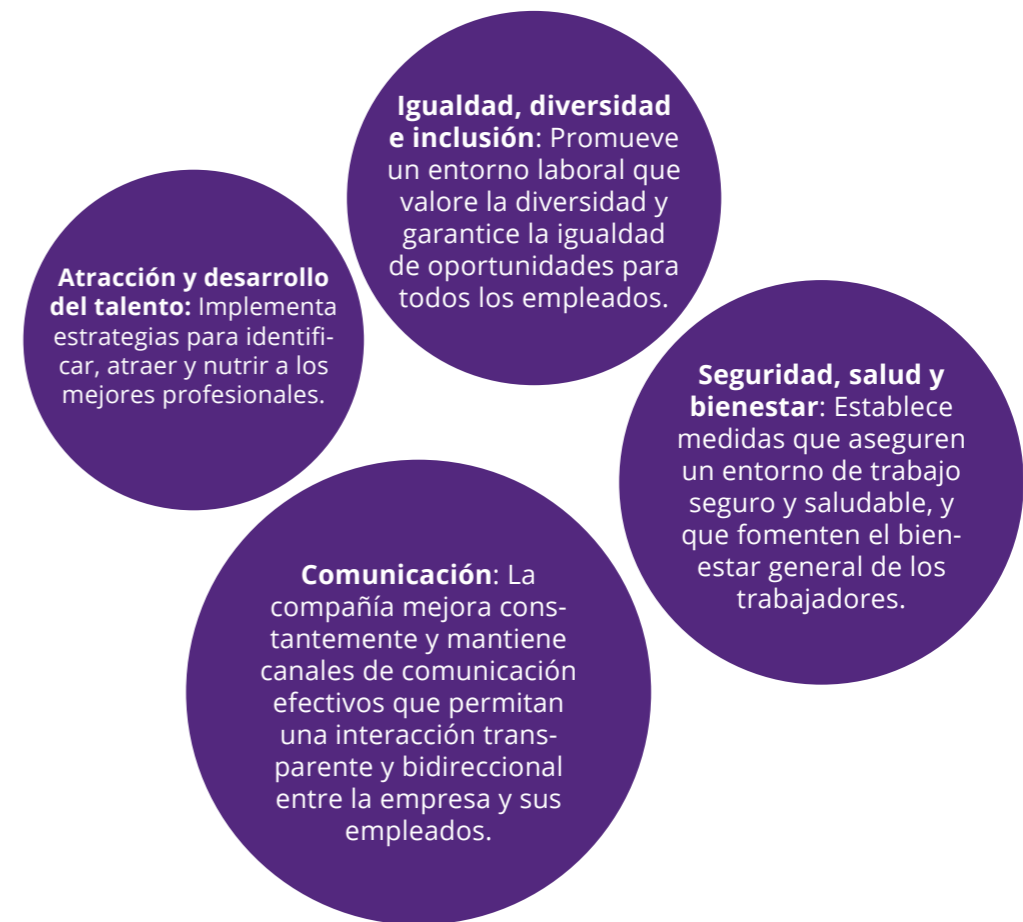 Igualdad, diversidad
e inclusión: Promueve
un entorno laboral que
valore la diversidad y
garantice la igualdad
de oportunidades para
todos los empleados.
Atracción y desarrollo
del talento: Implementa
estrategias para identifi-
car, atraer y nutrir a los
mejores profesionales.
Seguridad, salud y
bienestar: Establece
medidas que aseguren
un entorno de trabajo
seguro y saludable, y
que fomenten el bien-
estar general de los
trabajadores.
Comunicación: La
compañía mejora cons-
tantemente y mantiene
canales de comunicación
efectivos que permitan
una interacción trans-
parente y bidireccional
entre la empresa y sus
empleados.